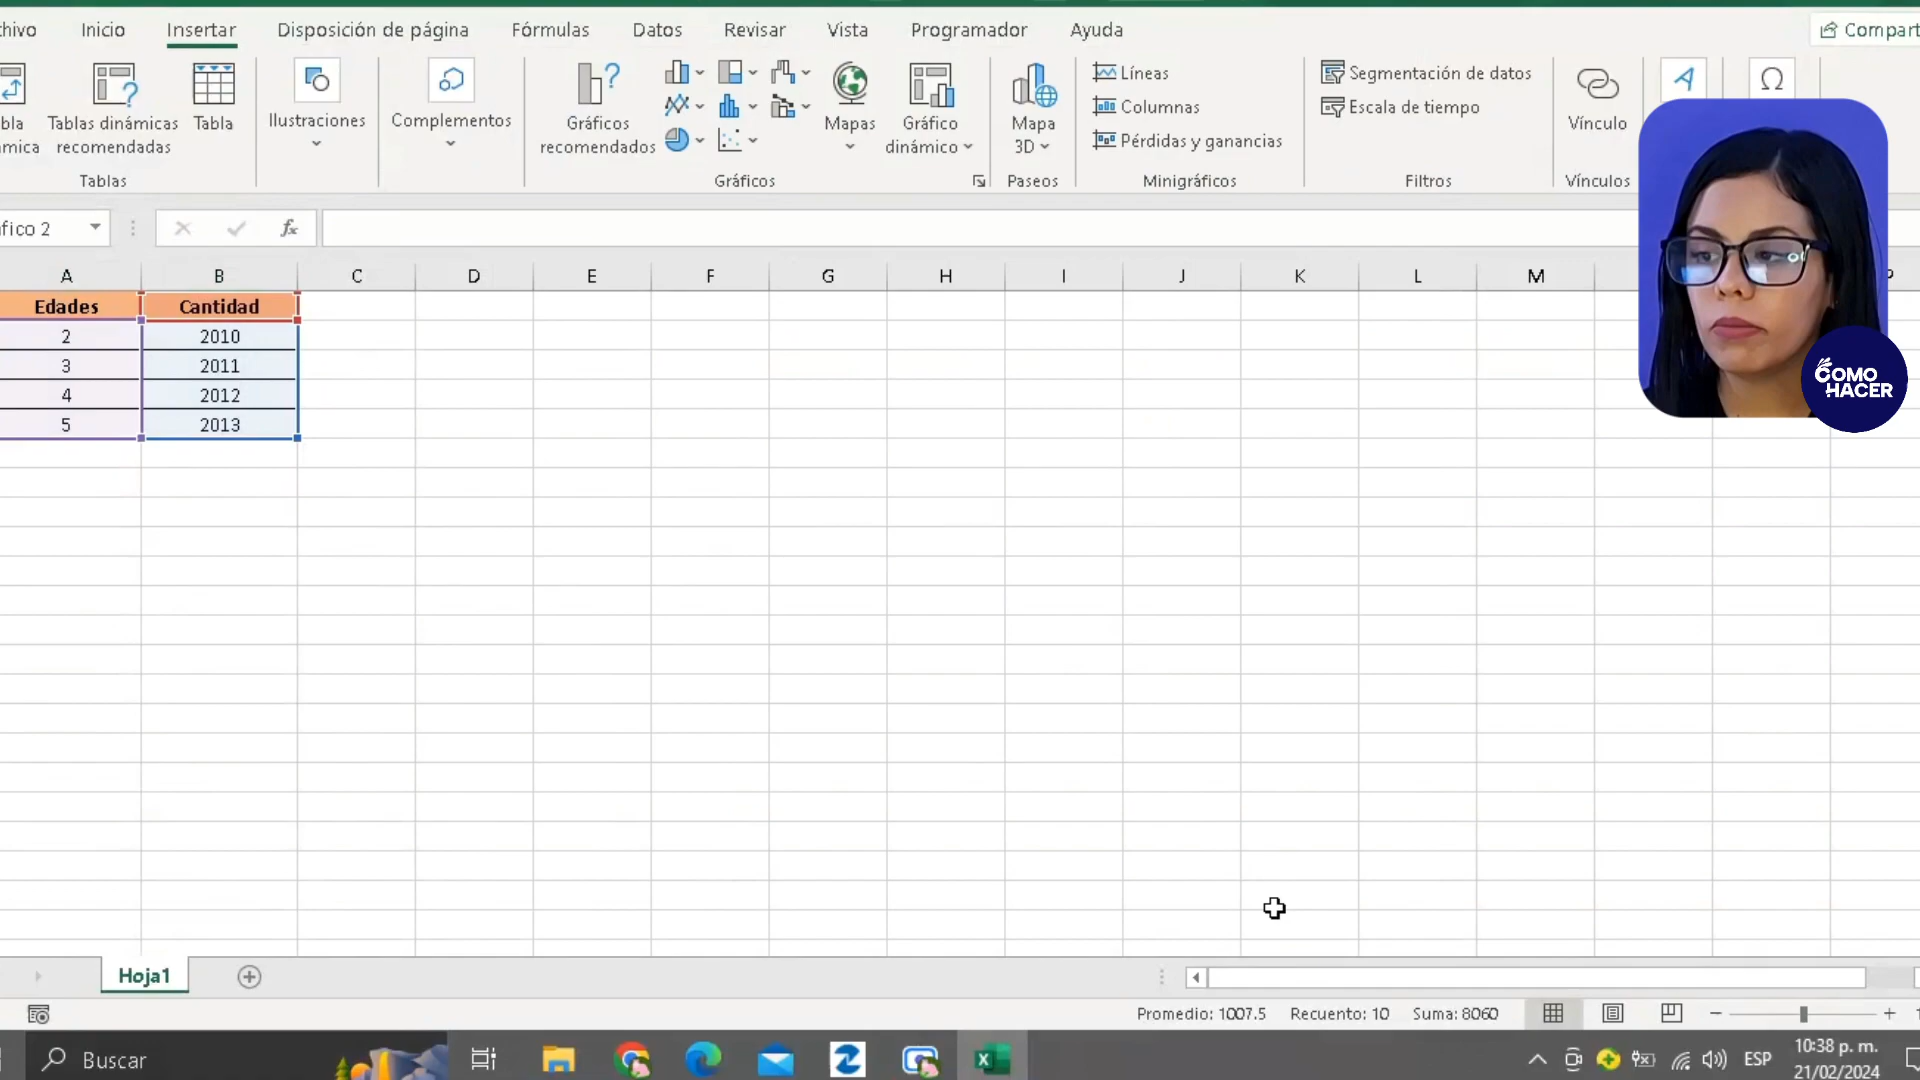 chivo Inicio Insertar Disposición de página Fórmulas Datos Revisar Vista Programador Ayuda Compart
bla
mica
Tablas dinámicas
recomendadas
Tabla
Tablas
Ilustraciones
Complementos
Gráficos
recomendados
Mapas
Gráfico
dinámico
Gráficos
Mapa
3D
Paseos
Líneas
Columnas
Pérdidas y ganancias
Minigráficos
Segmentación de datos
Escala de tiempo
Filtros
Vínculo
Vínculos
A
Ω
fico 2
fx
A B C D E F G H I J K L M
Edades Cantidad
2 2010
3 2011
4 2012
5 2013
COMO
HACER
Hoja1
Promedio: 1007.5 Recuento: 10 Suma: 8060
Buscar
ESP
10:38 p. m.
21/02/2024